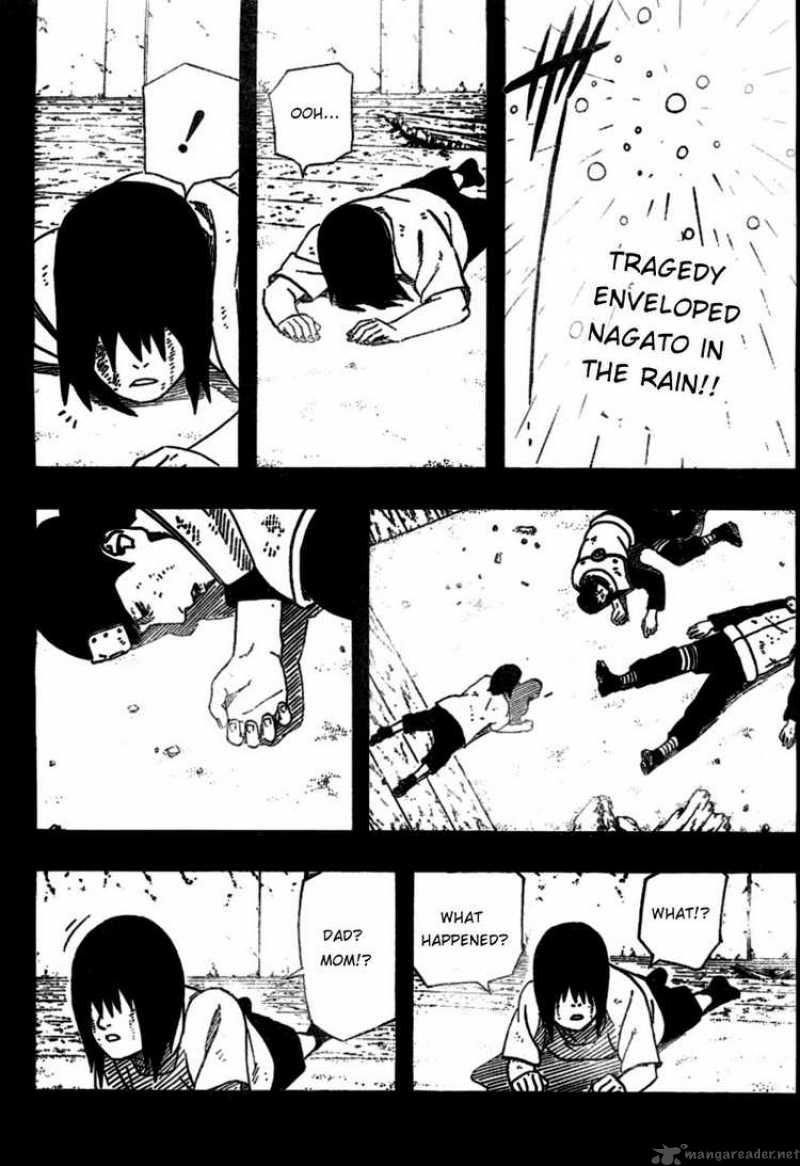 TRAGEDY
ENVELOPED
NAGATO IN
THE RAIN!!
OOH...
!
WHAT!?
WHAT
HAPPENED?
DAD?
MOM!?
mangareader.net